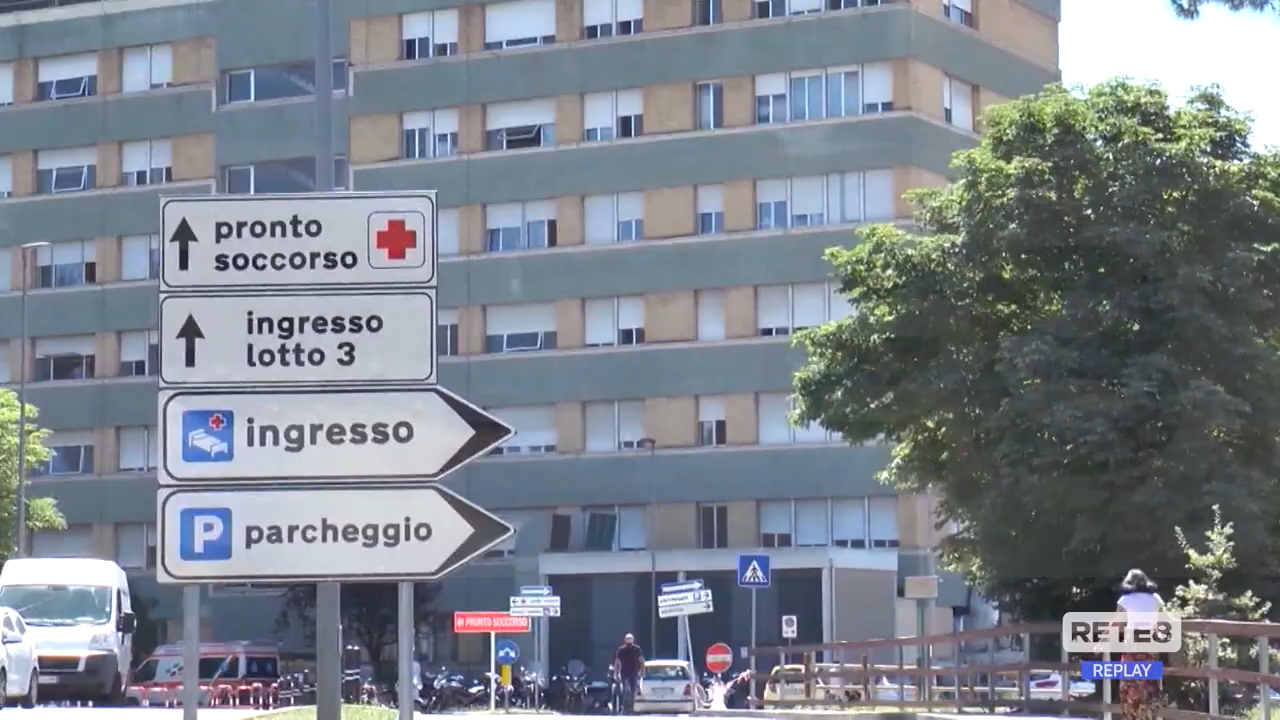 pronto
soccorso
ingresso
lotto 3
ingresso
P parcheggio
PRONTO SOCCORSO
RETE8
REPLAY